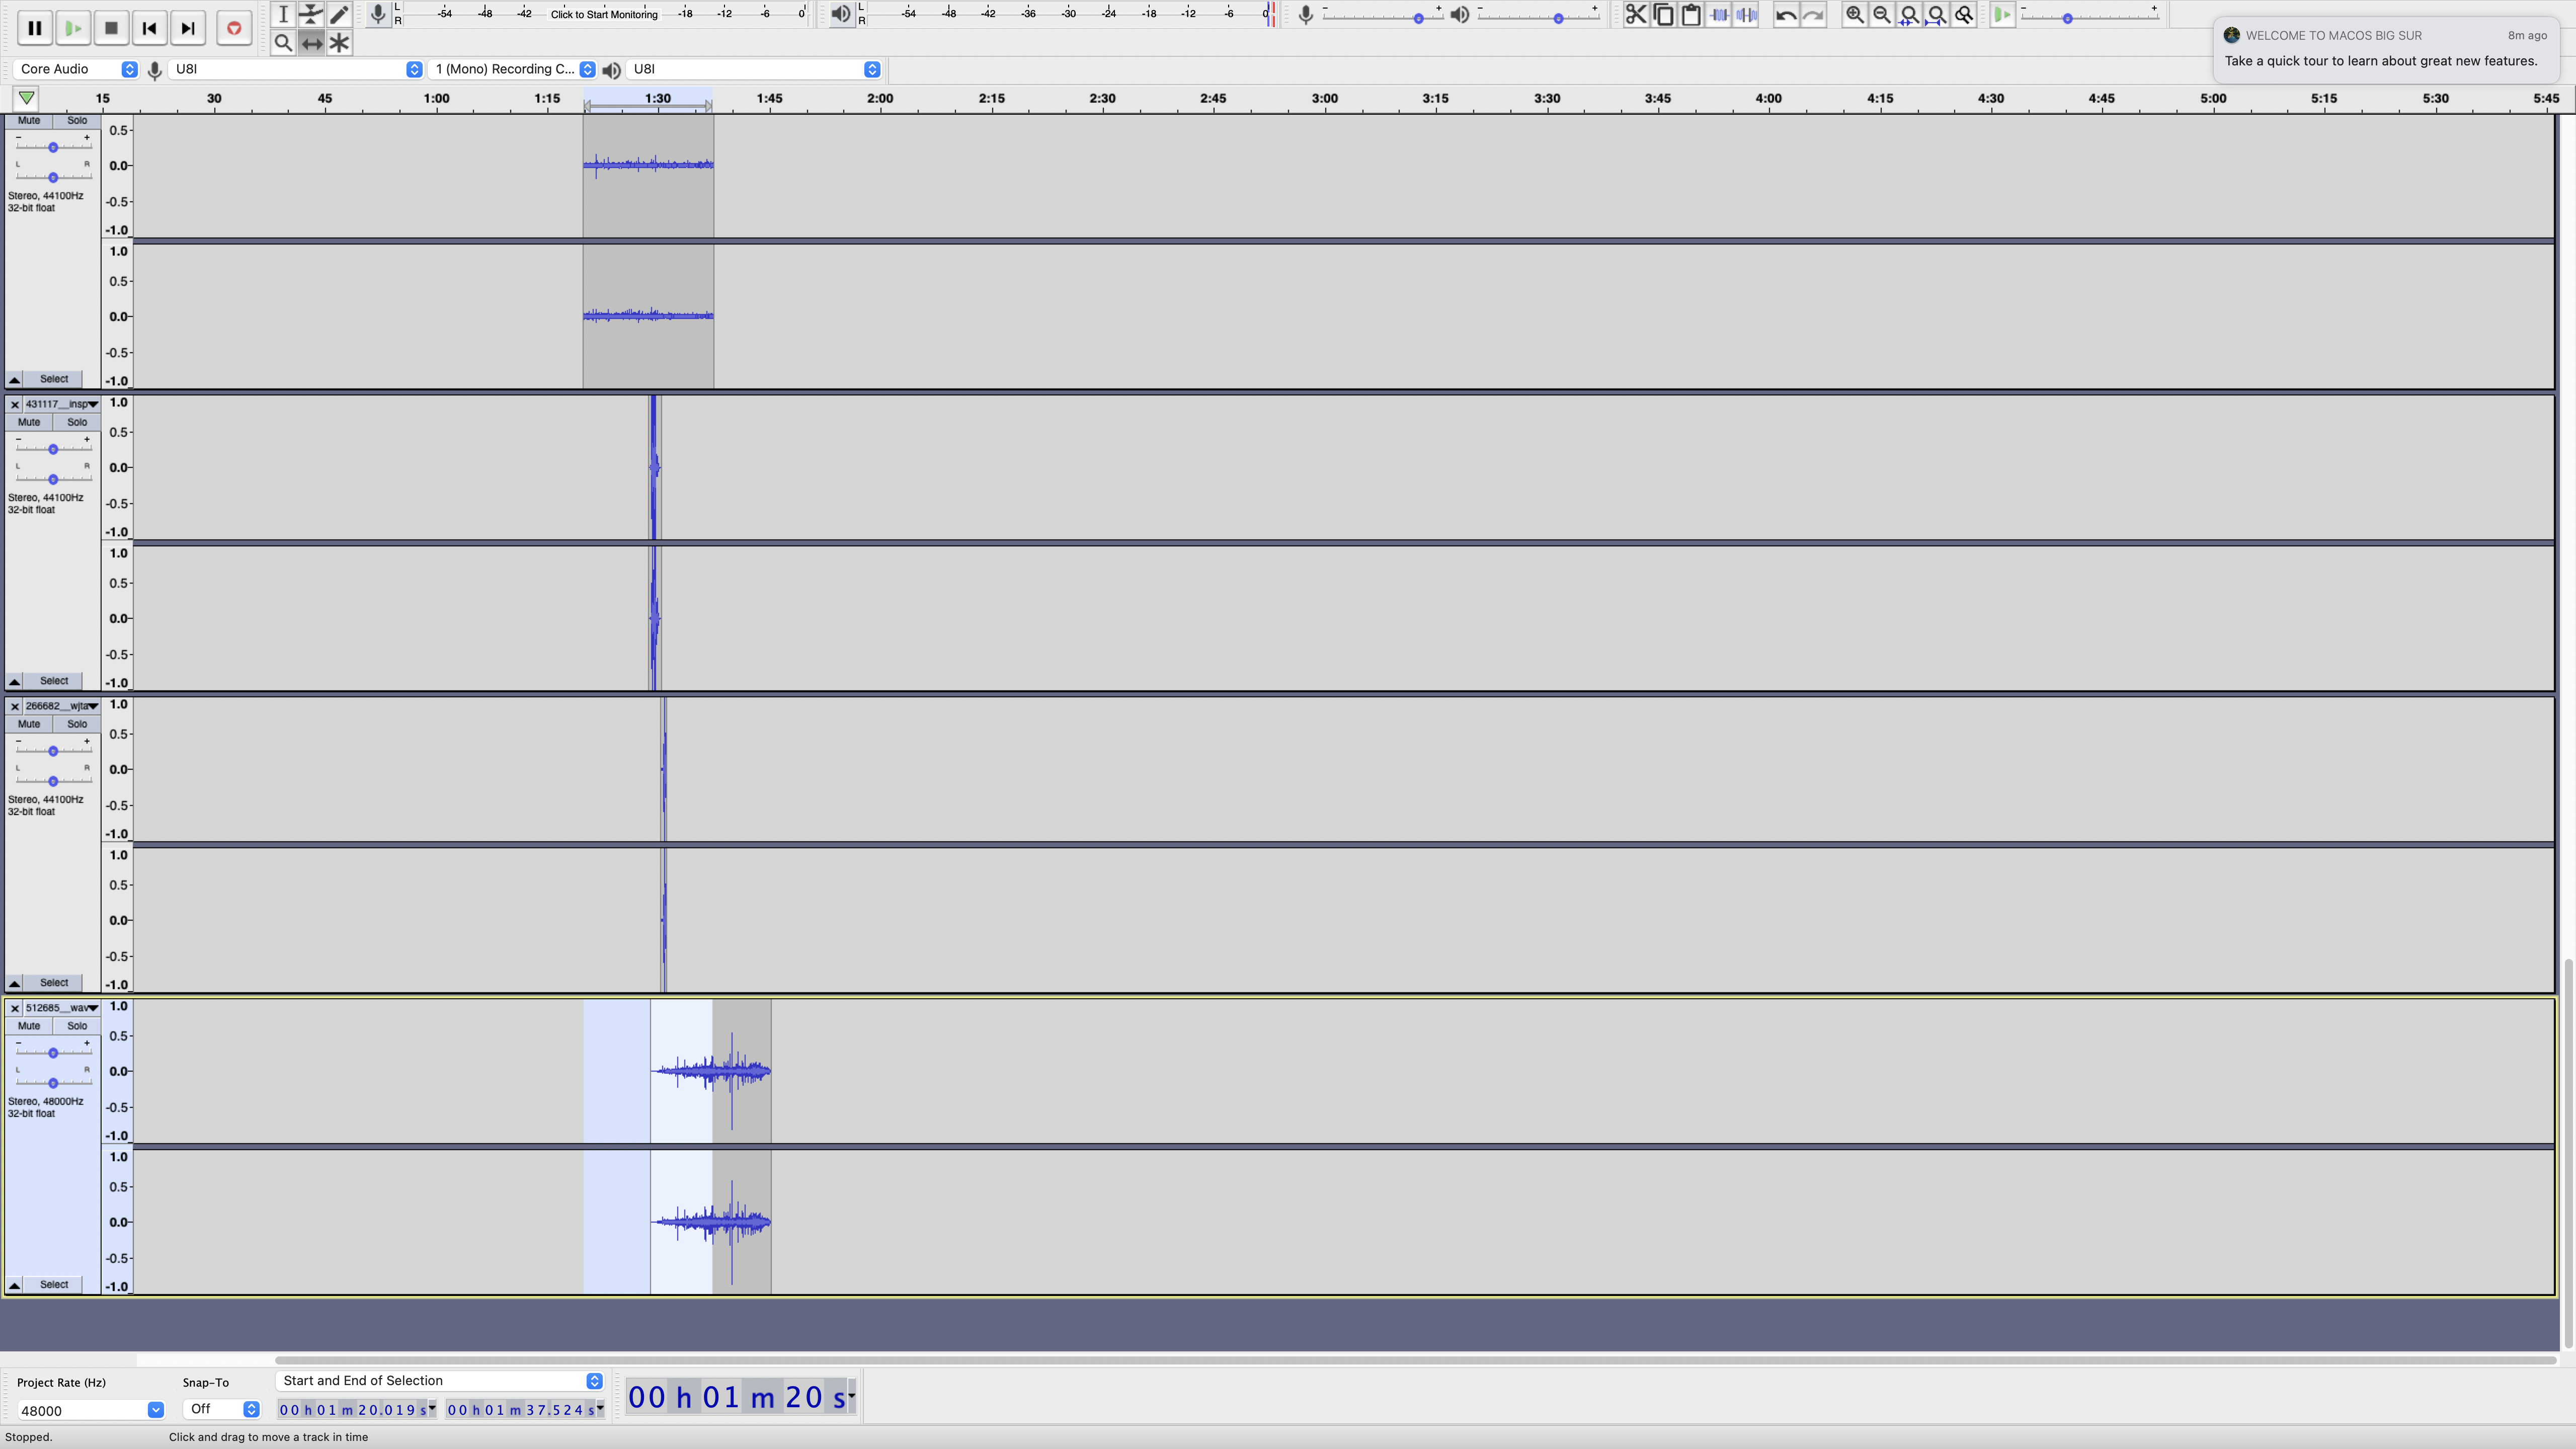 L
R
-54 -48 -42 Click to Start Monitoring -18 -12 -6 0
L
R
-54 -48 -42 -36 -30 -24 -18 -12 -6 0
- +
- +
- +
WELCOME TO MACOS BIG SUR 8m ago
Take a quick tour to learn about great new features.
Core Audio U8I 1 (Mono) Recording C... U8I
15 30 45 1:00 1:15 1:30 1:45 2:00 2:15 2:30 2:45 3:00 3:15 3:30 3:45 4:00 4:15 4:30 4:45 5:00 5:15 5:30 5:45
Mute Solo
- +
L R
Stereo, 44100Hz
32-bit float
Select
0.5
0.0
-0.5
-1.0
1.0
0.5
0.0
-0.5
-1.0
431117__insp
Mute Solo
- +
L R
Stereo, 44100Hz
32-bit float
Select
1.0
0.5
0.0
-0.5
-1.0
1.0
0.5
0.0
-0.5
-1.0
266682__wjta
Mute Solo
- +
L R
Stereo, 44100Hz
32-bit float
Select
1.0
0.5
0.0
-0.5
-1.0
1.0
0.5
0.0
-0.5
-1.0
512685__wav
Mute Solo
- +
L R
Stereo, 48000Hz
32-bit float
Select
1.0
0.5
0.0
-0.5
-1.0
1.0
0.5
0.0
-0.5
-1.0
Project Rate (Hz) Snap-To Start and End of Selection
48000 Off 00 h 01 m 20.019 s 00 h 01 m 37.524 s 00 h 01 m 20 s
Stopped. Click and drag to move a track in time